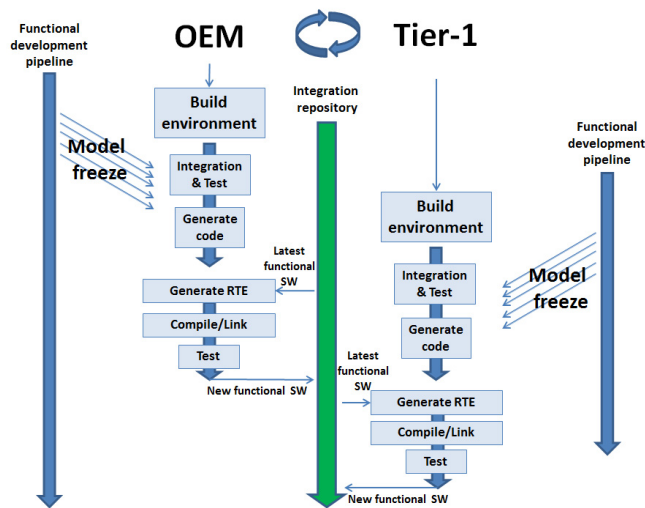 Functional
development
pipeline
OEM
Tier-1
Build
environment
Integration
repository
Functional
development
pipeline
Model
freeze
Integration
& Test
Generate
code
Build
environment
Latest
functional
SW
Generate RTE
Integration
& Test
Model
freeze
Compile/Link
Generate
code
Test
Latest
functional
SW
New functional SW
Generate RTE
Compile/Link
Test
New functional SW